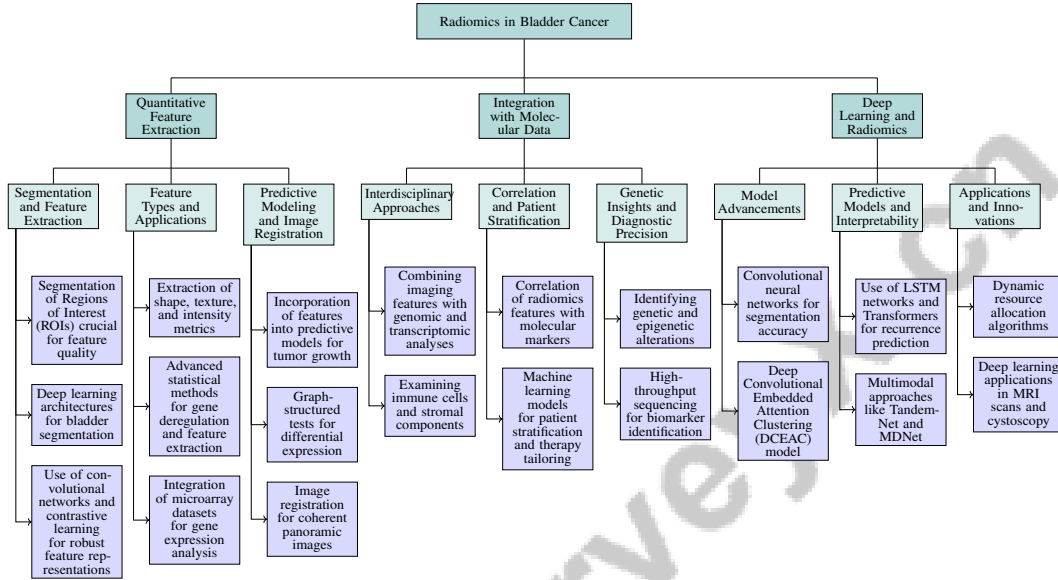 Radiomics in Bladder Cancer
Quantitative
Feature
Extraction
Integration
with Molecular
Data
Deep
Learning and
Radiomics
Segmentation
and Feature
Extraction
Feature
Types and
Applications
Predictive
Modeling
and Image
Registration
Interdisciplinary
Approaches
Correlation
and Patient
Stratification
Genetic
Insights and
Diagnostic
Precision
Model
Advancements
Predictive
Models and
Interpretability
Applications
and Inno-
vations
Segmentation
of Regions
of Interest
(ROIs) crucial
for feature
quality
Deep learning
architectures
for bladder
segmentation
Use of con-
volutional
networks and
contrastive
learning
for robust
feature rep-
resentations
Extraction of
shape, texture,
and intensity
metrics
Advanced
statistical
methods
for gene
deregulation
and feature
extraction
Integration
of microarray
datasets
for gene
expression
analysis
Incorporation
of features
into predictive
models for
tumor growth
Graph-
structured
tests for
differential
expression
Image
registration
for coherent
panoramic
images
Combining
imaging
features with
genomic and
transcriptomic
analyses
Examining
immune cells
and stromal
components
Correlation
of radiomics
features with
molecular
markers
Machine
learning models
for patient
stratification
and therapy
tailoring
Identifying
genetic and
epigenetic
alterations
High-
throughput
sequencing
for biomarker
identification
Convolutional
neural
networks for
segmentation
accuracy
Deep
Convolutional
Embedded
Attention
Clustering
(DCEAC)
model
Use of LSTM
networks and
Transformers
for recurrence
prediction
Multimodal
approaches
like Tandem-
Net and
MDNet
Dynamic
resource
allocation
algorithms
Deep learning
applications
in MRI
scans and
cystoscopy